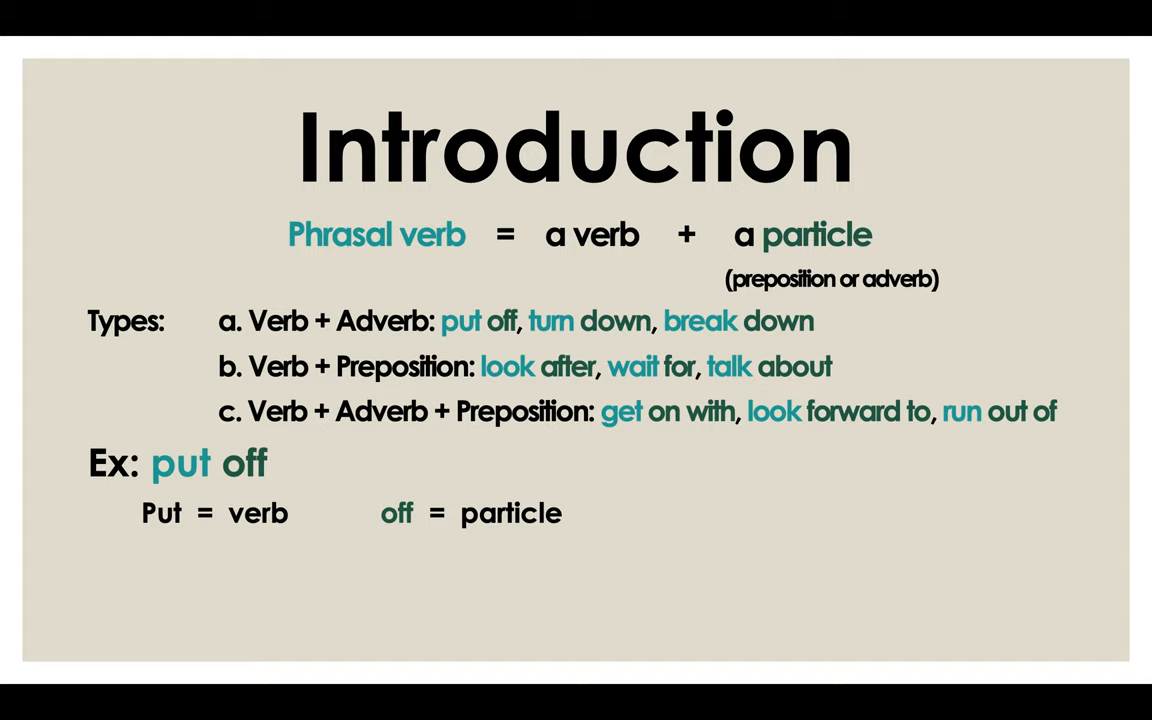 Introduction
Phrasal verb = a verb + a particle
(preposition or adverb)
Types: a. Verb + Adverb: put off, turn down, break down
b. Verb + Preposition: look after, wait for, talk about
c. Verb + Adverb + Preposition: get on with, look forward to, run out of
Ex: put off
Put = verb off = particle